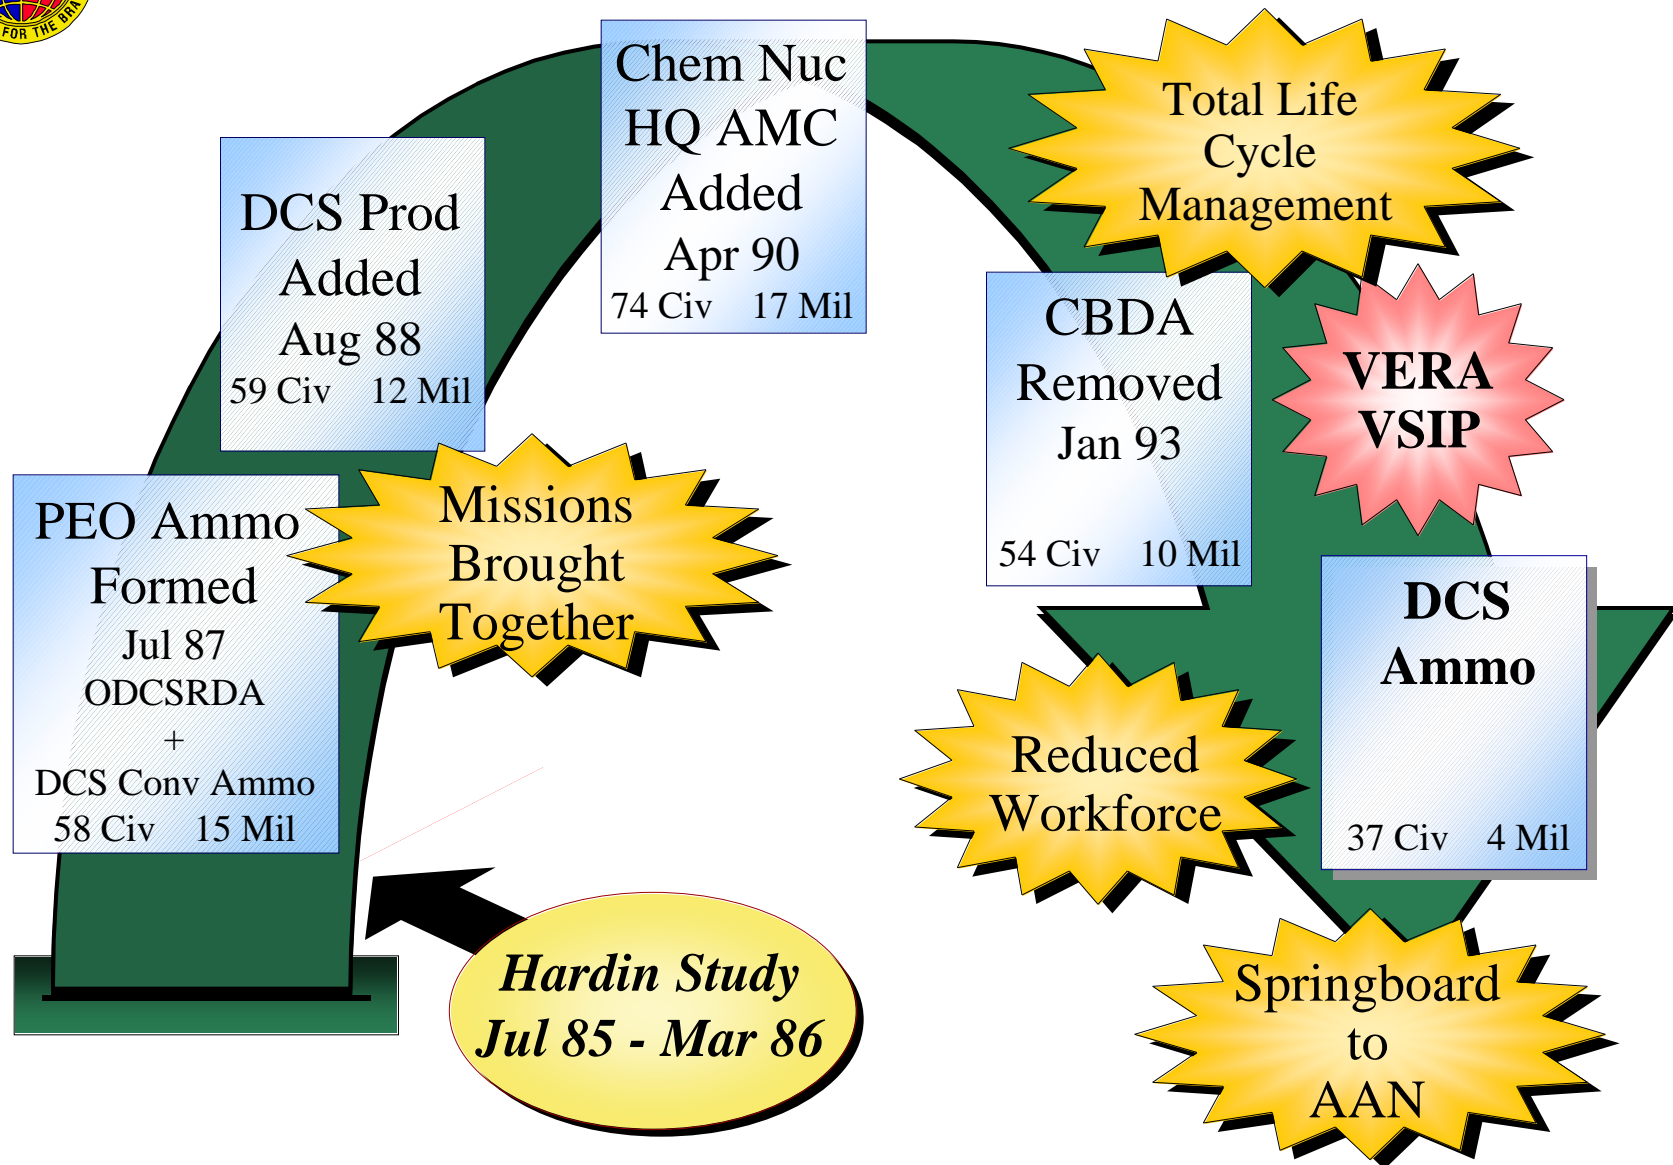 FOR THE BRA
Chem Nuc
HQ AMC
Added
Apr 90
74 Civ 17 Mil
Total Life
Cycle
Management
DCS Prod
Added
Aug 88
59 Civ 12 Mil
CBDA
Removed
Jan 93
54 Civ 10 Mil
VERA
VSIP
PEO Ammo
Formed
Jul 87
ODCSRDA
+
DCS Conv Ammo
58 Civ 15 Mil
Missions
Brought
Together
DCS
Ammo
37 Civ 4 Mil
Reduced
Workforce
Hardin Study
Jul 85 - Mar 86
Springboard
to
AAN